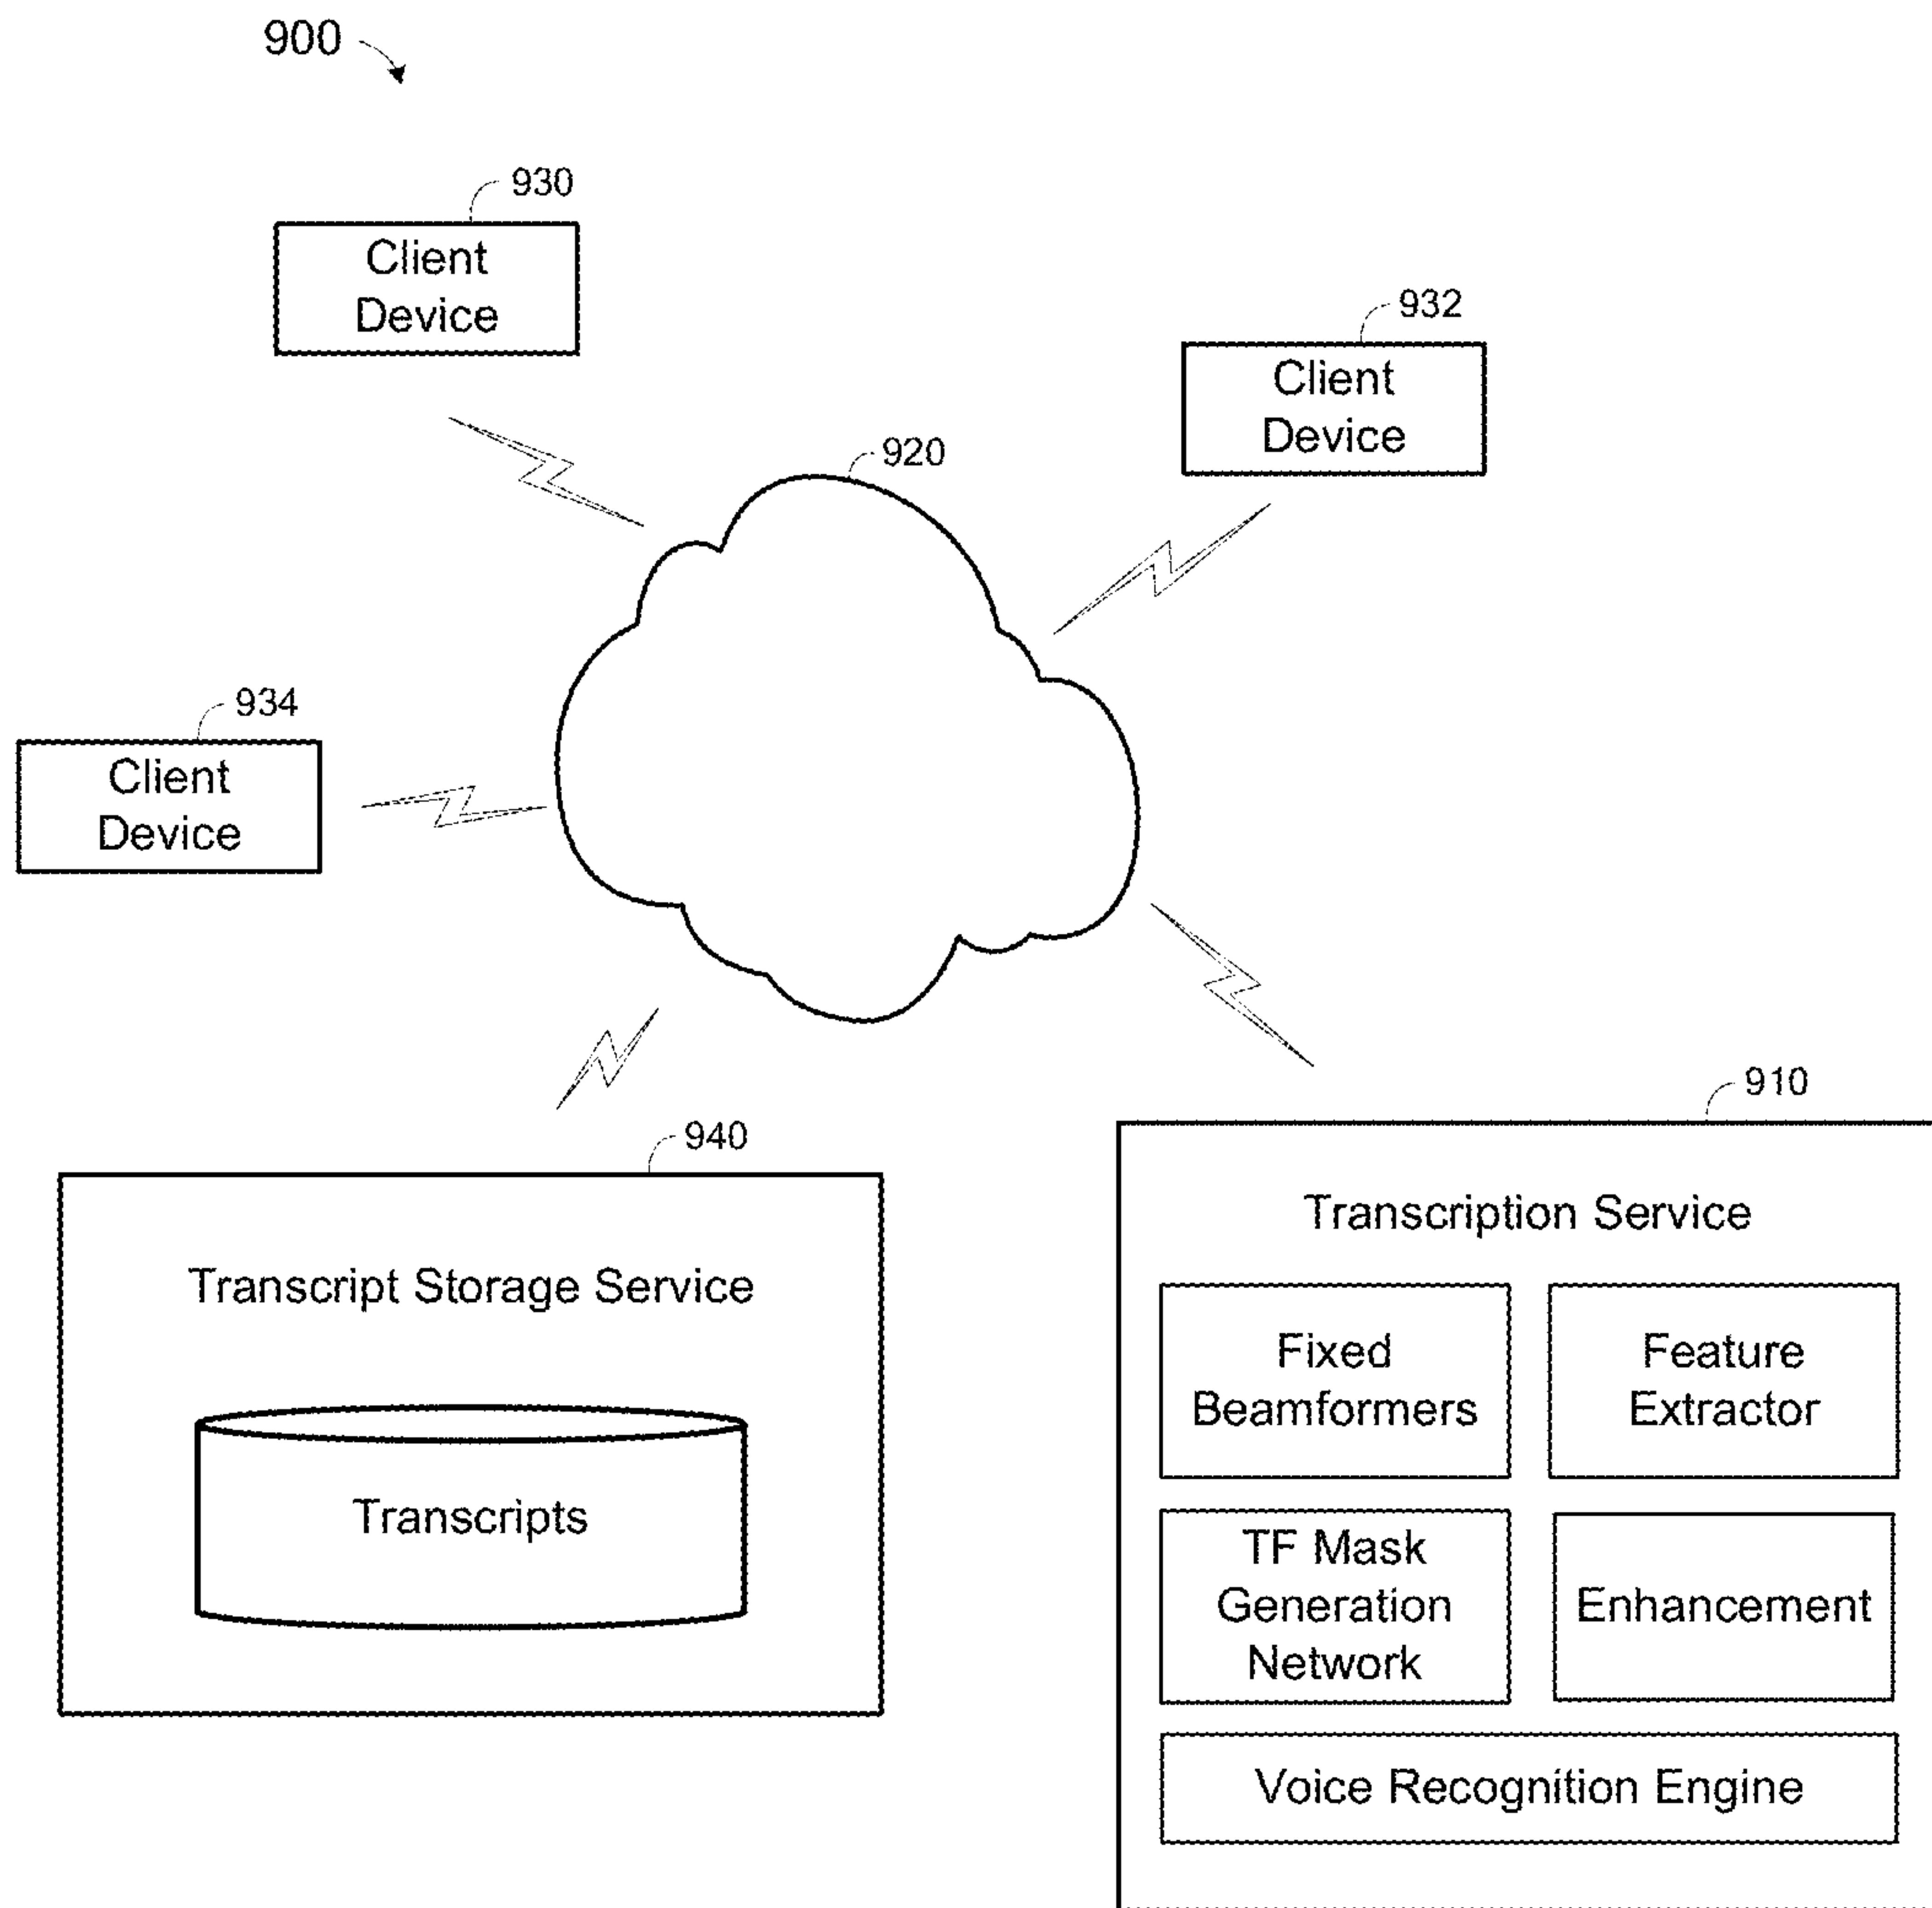 900
930
Client
Device
932
Client
Device
920
934
Client
Device
940
Transcript Storage Service
Transcripts
910
Transcription Service
Fixed
Beamformers
Feature
Extractor
TF Mask
Generation
Network
Enhancement
Voice Recognition Engine